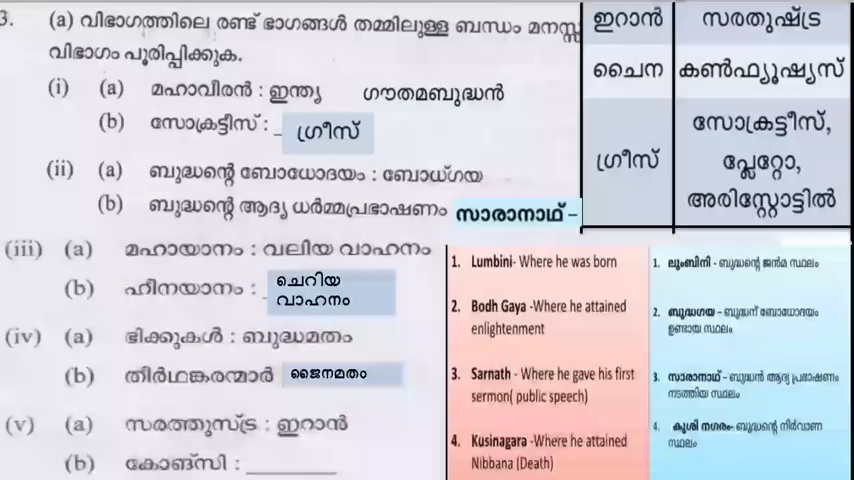 3. (a) വിഭാഗത്തിലെ രണ്ട് ഭാഗങ്ങൾ തമ്മിലുള്ള ബന്ധം
വിഭാഗം പൂരിപ്പിക്കുക.
(i) (a) മഹാവീരൻ : ഇന്ത്യ ഗൗതമബുദ്ധൻ
(b) സോക്രട്ടീസ് : ഗ്രീസ്
(ii) (a) ബുദ്ധന്റെ ബോധോദയം : ബോധ്ഗയ
(b) ബുദ്ധന്റെ ആദ്യ ധർമ്മപ്രഭാഷണം സാരാനാഥ് -
(iii) (a) മഹായാനം : വലിയ വാഹനം
(b) ഹീനയാനം : ചെറിയ
വാഹനം
(iv) (a) ഭിക്കുകൾ : ബുദ്ധമതം
(b) തീർഥങ്കരന്മാർ ജൈനമതം
(v) (a) സരത്തുസ്ട്ര : ഇറാൻ
(b) കോങ്സി : ________
ഇറാൻ സരതുഷ്ട്ര
ചൈന കൺഫ്യൂഷ്യസ്
ഗ്രീസ് സോക്രട്ടീസ്,
പ്ലേറ്റോ,
അരിസ്റ്റോട്ടിൽ
1. Lumbini- Where he was born
2. Bodh Gaya -Where he attained
enlightenment
3. Sarnath - Where he gave his first
sermon( public speech)
4. Kusinagara -Where he attained
Nibbana (Death)
1. ലുംബിനി - ബുദ്ധന്റെ ജൻമ സ്ഥലം
2. ബുദ്ധഗയ - ബുദ്ധന് ബോധോദയം
ഉണ്ടായ സ്ഥലം
3. സാരാനാഥ് - ബുദ്ധൻ ആദ്യ പ്രഭാഷണം
നടത്തിയ സ്ഥലം
4. കുശി നഗരം- ബുദ്ധന്റെ നിർവാണ
സ്ഥലം